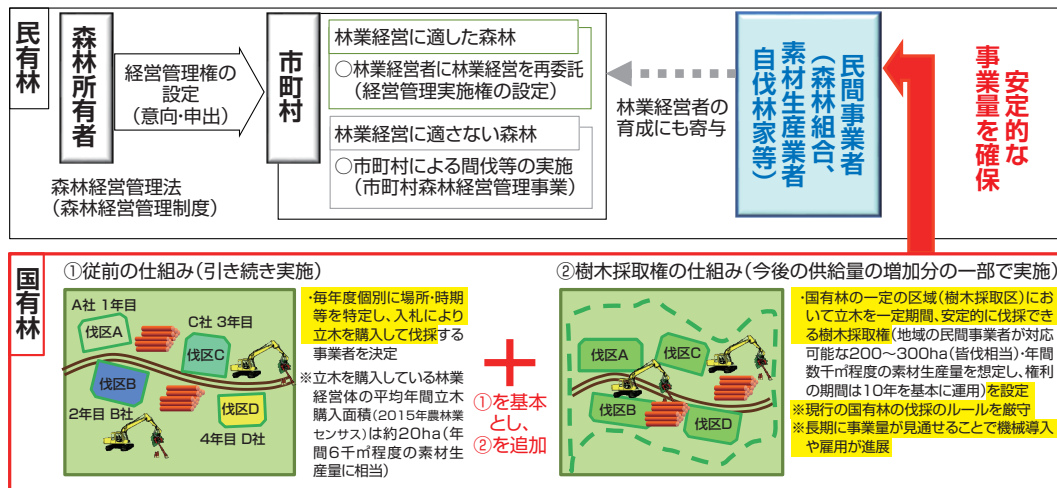 民有林
森林所有者
経営管理権の
設定
（意向・申出）
森林経営管理法
（森林経営管理制度）
市町村
林業経営に適した森林
○林業経営者に林業経営を再委託
（経営管理実施権の設定）
林業経営に適さない森林
○市町村による間伐等の実施
（市町村森林経営管理事業）
林業経営者の
育成にも寄与
民間事業者
（森林組合、
素材生産業者
自伐林家等）
安定的な
事業量を確保
国有林
①従前の仕組み（引き続き実施）
A社 1年目
伐区A
C社 3年目
伐区C
伐区B
2年目 B社
伐区D
4年目 D社
・毎年度個別に場所・時期
等を特定し、入札により
立木を購入して伐採する
事業者を決定
※立木を購入している林業
経営体の平均年間立木
購入面積（2015年農林業
センサス）は約20ha（年
間6千㎥程度の素材生
産量に相当）
＋
①を基本
とし、
②を追加
②樹木採取権の仕組み（今後の供給量の増加分の一部で実施）
伐区A
伐区C
伐区B
伐区D
・国有林の一定の区域（樹木採取区）にお
いて立木を一定期間、安定的に伐採でき
る樹木採取権（地域の民間事業者が対応
可能な200～300ha（皆伐相当）・年間
数千㎥程度の素材生産量を想定し、権利
の期間は10年を基本に運用）を設定
※現行の国有林の伐採のルールを厳守
※長期に事業量が見通せることで機械導入
や雇用が進展